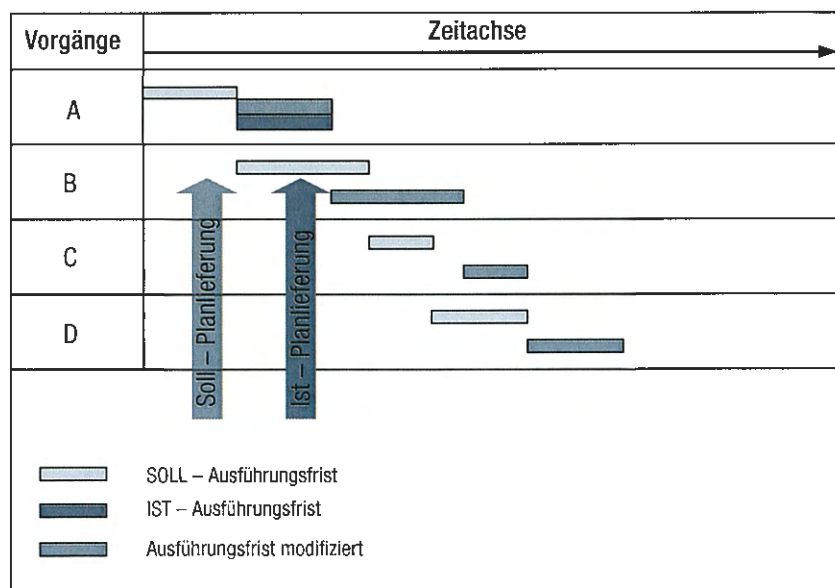 Vorgänge
Zeitachse
A
B
C
D
Soll – Planlieferung
Ist – Planlieferung
SOLL – Ausführungsfrist
IST – Ausführungsfrist
Ausführungsfrist modifiziert